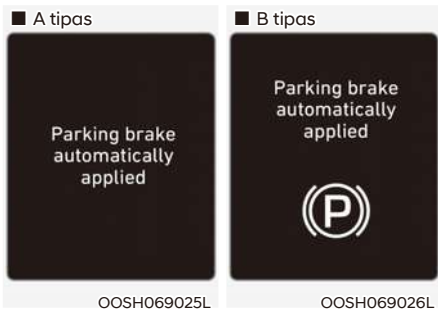 ■ A tipas
Parking brake
automatically
applied
OOSH069025L
■ B tipas
Parking brake
automatically
applied
(P)
OOSH069026L